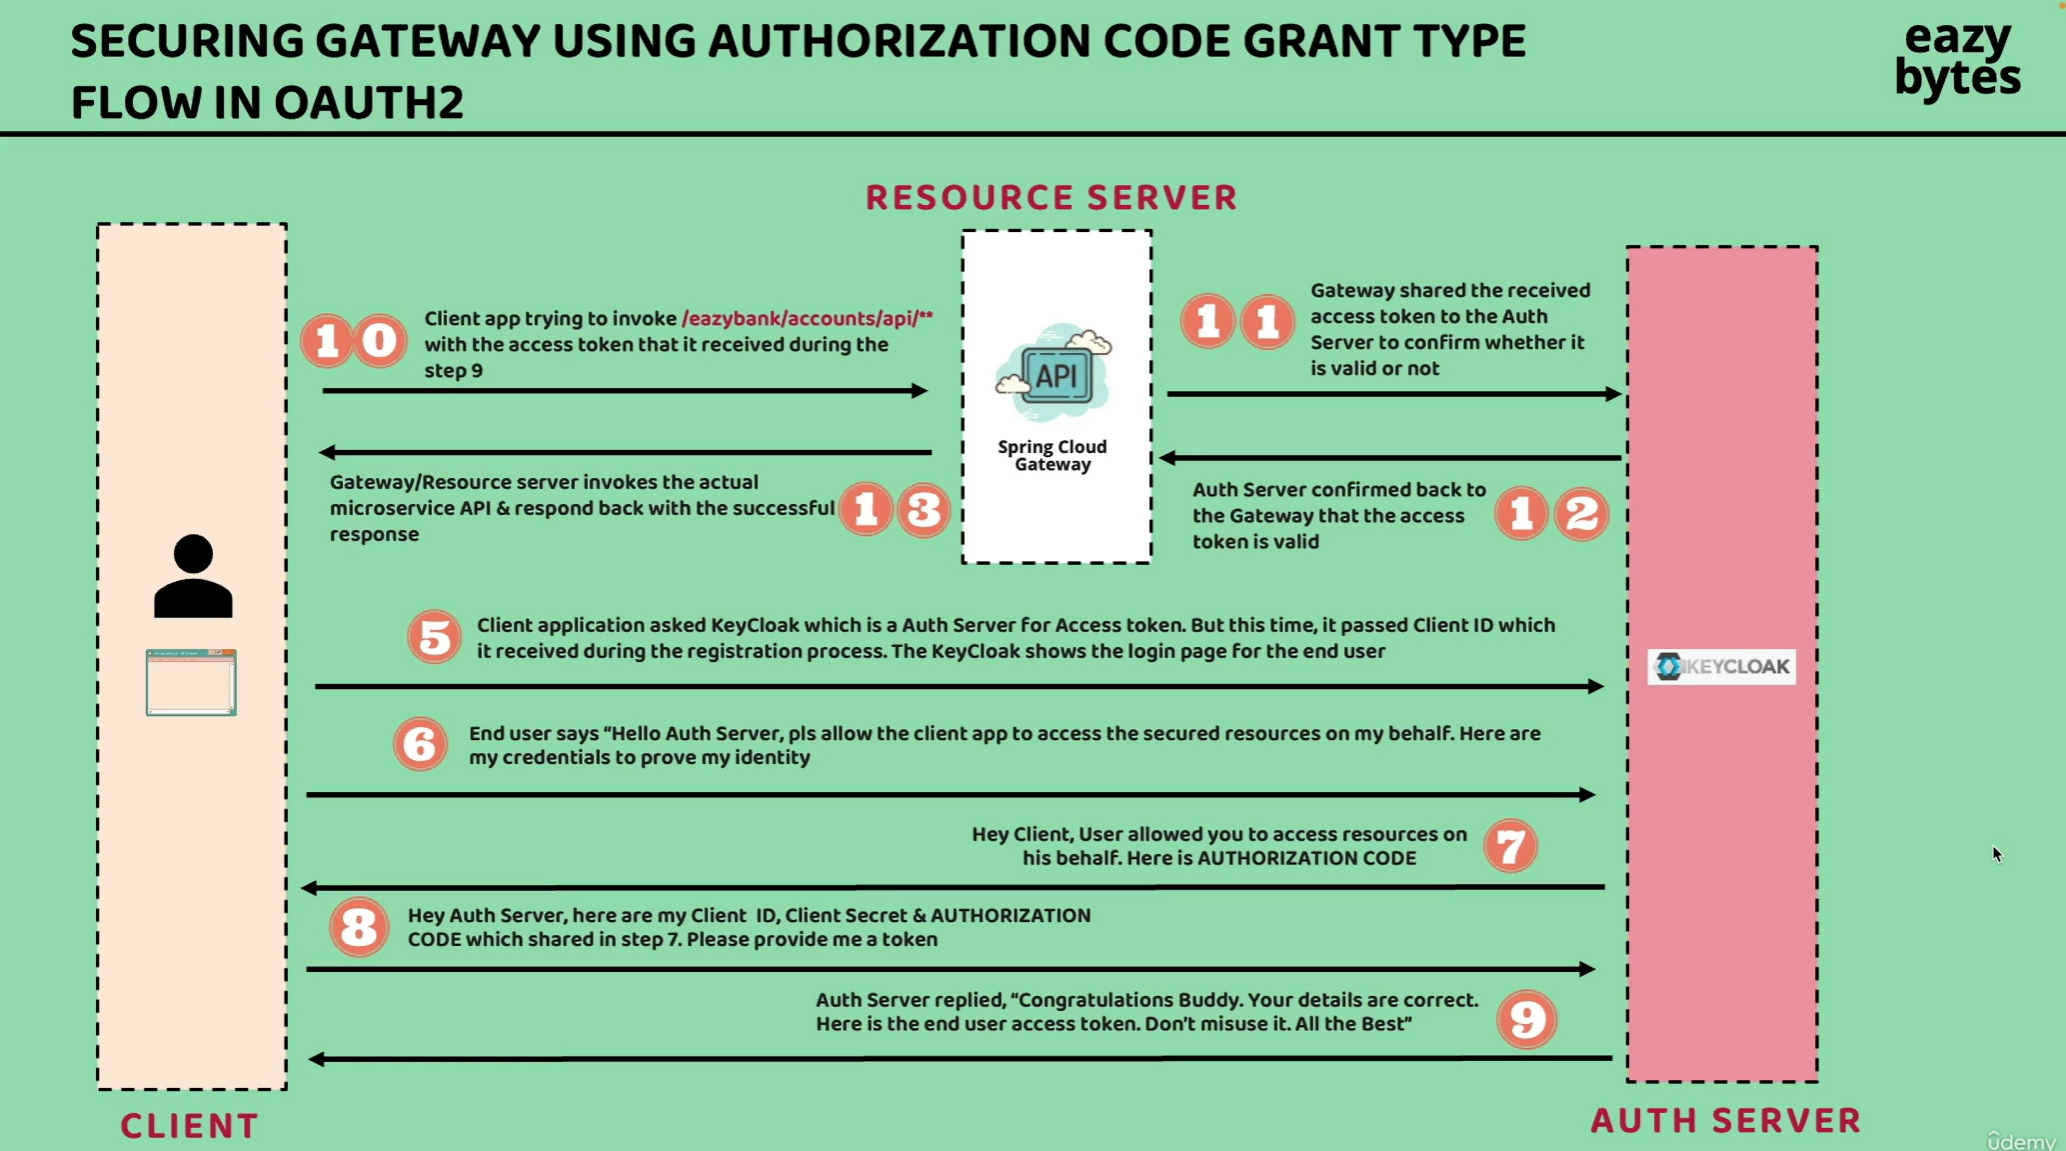 SECURING GATEWAY USING AUTHORIZATION CODE GRANT TYPE
FLOW IN OAUTH2
eazy
bytes
RESOURCE SERVER
10
Client app trying to invoke /eazybank/accounts/api/**
with the access token that it received during the
step 9
API
Spring Cloud
Gateway
11
Gateway shared the received
access token to the Auth
Server to confirm whether it
is valid or not
Gateway/Resource server invokes the actual
microservice API & respond back with the successful
response
13
Auth Server confirmed back to
the Gateway that the access
token is valid
12
5
Client application asked KeyCloak which is a Auth Server for Access token. But this time, it passed Client ID which
it received during the registration process. The KeyCloak shows the login page for the end user
KEYCLOAK
6
End user says “Hello Auth Server, pls allow the client app to access the secured resources on my behalf. Here are
my credentials to prove my identity
Hey Client, User allowed you to access resources on
his behalf. Here is AUTHORIZATION CODE
7
8
Hey Auth Server, here are my Client ID, Client Secret & AUTHORIZATION
CODE which shared in step 7. Please provide me a token
Auth Server replied, “Congratulations Buddy. Your details are correct.
Here is the end user access token. Don’t misuse it. All the Best”
9
CLIENT
AUTH SERVER
ûdemy